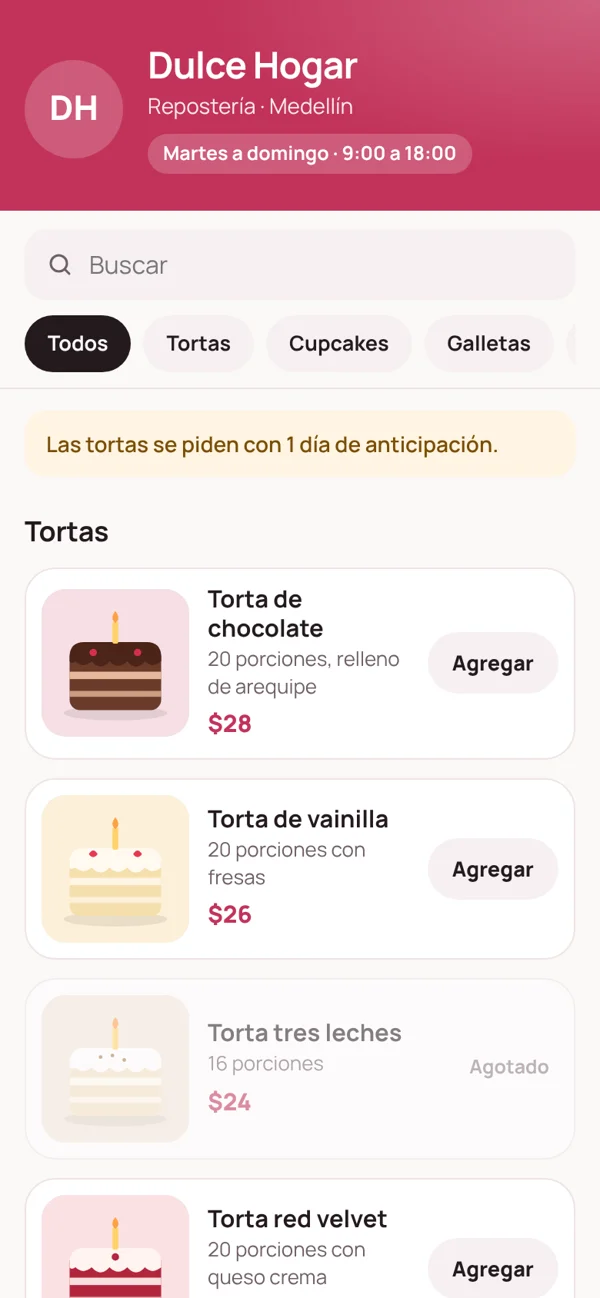 DH
Dulce Hogar
Repostería · Medellín
Martes a domingo · 9:00 a 18:00
Buscar
Todos
Tortas
Cupcakes
Galletas
Las tortas se piden con 1 día de anticipación.
Tortas
Torta de
chocolate
20 porciones, relleno
de arequipe
$28
Agregar
Torta de vainilla
20 porciones con
fresas
$26
Agregar
Torta tres leches
16 porciones
$24
Agotado
Torta red velvet
20 porciones con
queso crema
Agregar